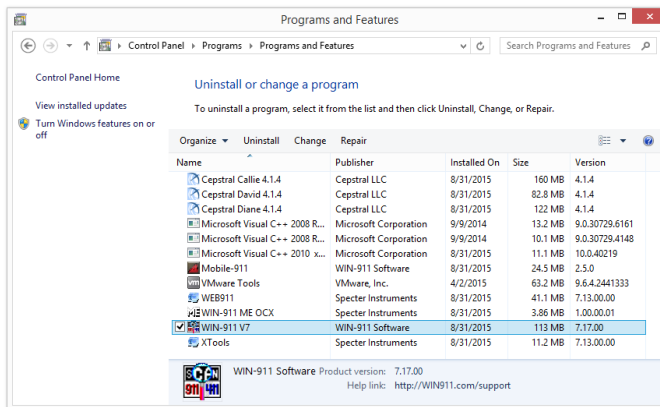 Programs and Features
Control Panel Programs Programs and Features Search Programs and Features
Control Panel Home
View installed updates
Turn Windows features on or
off
Uninstall or change a program
To uninstall a program, select it from the list and then click Uninstall, Change, or Repair.
Organize Uninstall Change Repair
Name Publisher Installed On Size Version
Cepstral Callie 4.1.4 Cepstral LLC 8/31/2015 160 MB 4.1.4
Cepstral David 4.1.4 Cepstral LLC 8/31/2015 82.8 MB 4.1.4
Cepstral Diane 4.1.4 Cepstral LLC 8/31/2015 122 MB 4.1.4
Microsoft Visual C++ 2008 R... Microsoft Corporation 9/9/2014 13.2 MB 9.0.30729.6161
Microsoft Visual C++ 2008 R... Microsoft Corporation 9/9/2014 10.1 MB 9.0.30729.4148
Microsoft Visual C++ 2010 x... Microsoft Corporation 8/31/2015 11.1 MB 10.0.40219
Mobile-911 WIN-911 Software 8/31/2015 24.5 MB 2.5.0
VMware Tools VMware, Inc. 4/2/2015 63.2 MB 9.6.4.2441333
WEB911 Specter Instruments 8/31/2015 41.1 MB 7.13.00.00
WIN-911 ME OCX Specter Instruments 8/31/2015 3.86 MB 1.00.00.01
WIN-911 V7 WIN-911 Software 8/31/2015 113 MB 7.17.00
XTools Specter Instruments 8/31/2015 11.2 MB 7.13.00.00
SCAN
911 411
WIN-911 Software Product version: 7.17.00
Help link: http://WIN911.com/support